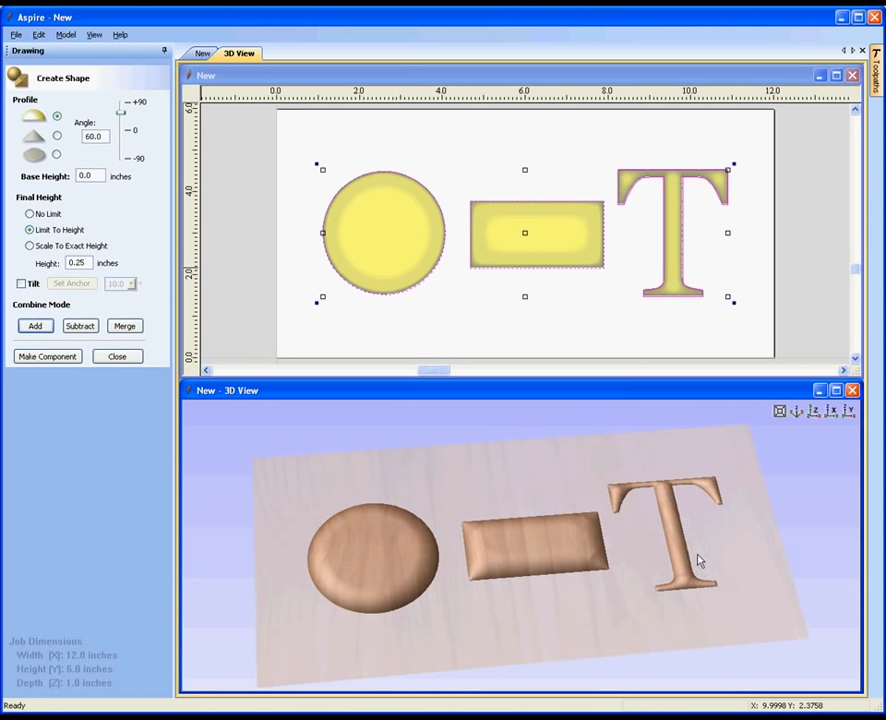 Aspire - New
File Edit Model View Help
Drawing
Create Shape
Profile
Angle:
60.0
+90
0
-90
Base Height: 0.0 inches
Final Height
No Limit
Limit To Height
Scale To Exact Height
Height: 0.25 inches
Tilt Set Anchor 10.0
Combine Mode
Add Subtract Merge
Make Component Close
Job Dimensions
Width (X): 12.0 inches
Height (Y): 6.0 inches
Depth (Z): 1.0 inches
New 3D View
New
0.0 2.0 4.0 6.0 8.0 10.0 12.0
6.0
4.0
2.0
0.0
T
New - 3D View
Z X Y
T
Toolpaths
Ready X: 9.9998 Y: 2.3758